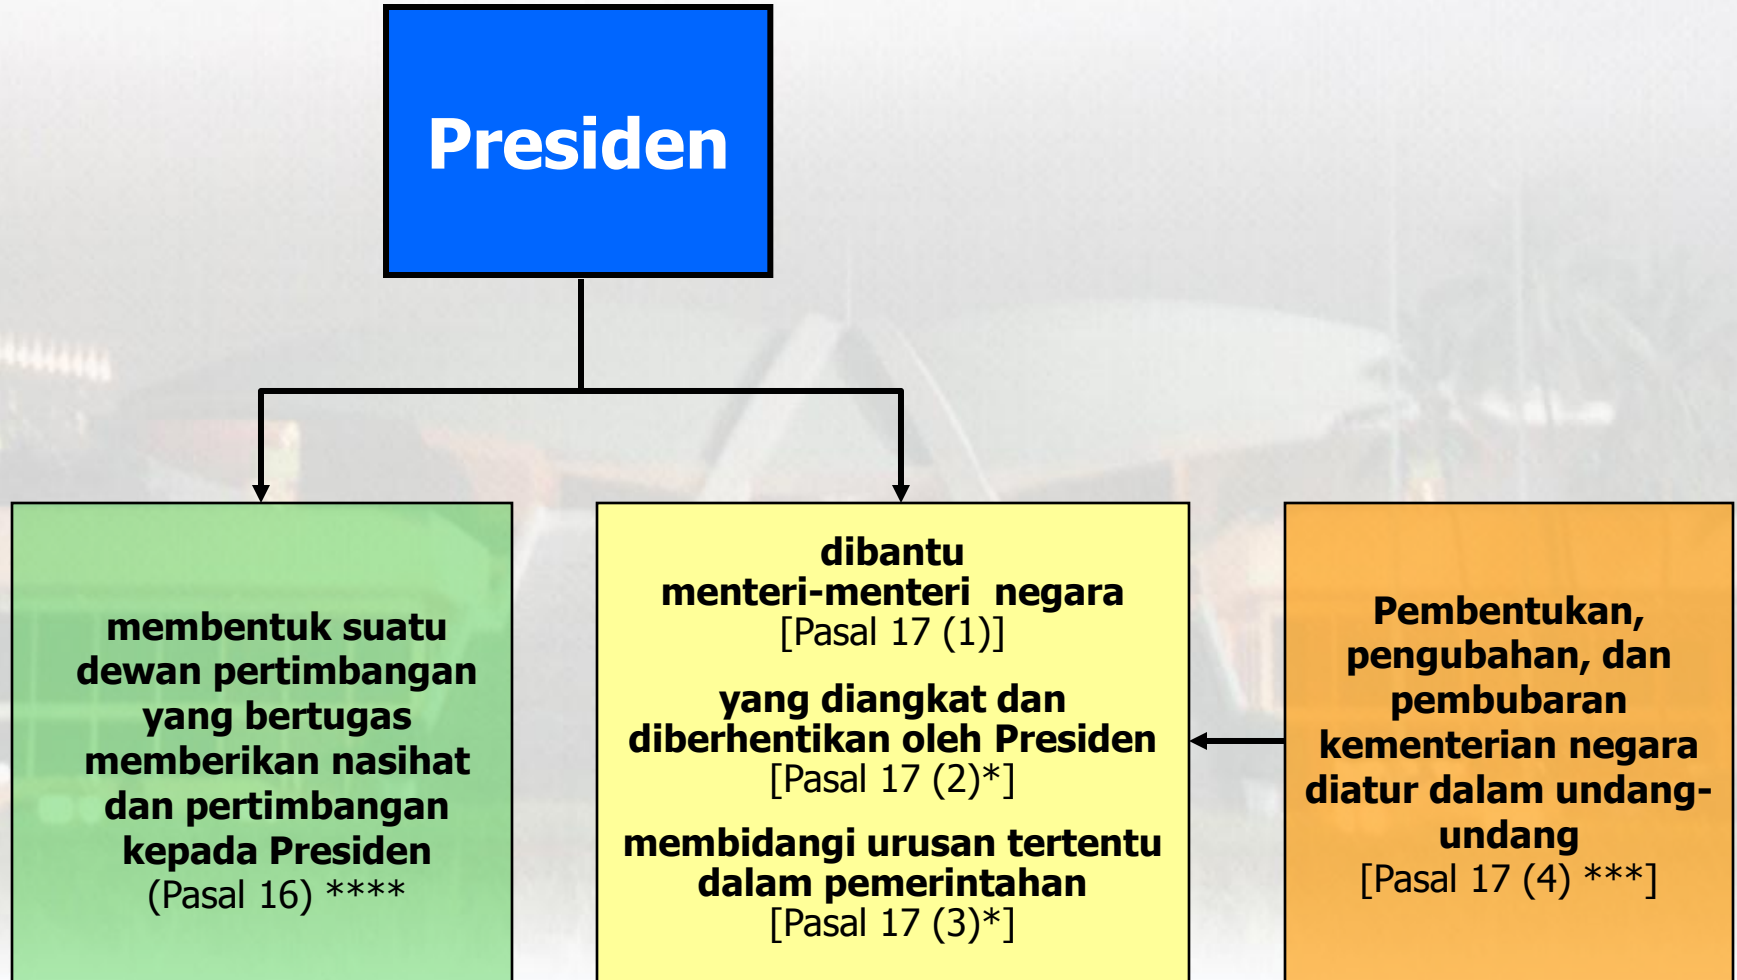 Presiden
membentuk suatu
dewan pertimbangan
yang bertugas
memberikan nasihat
dan pertimbangan
kepada Presiden
(Pasal 16) ****
dibantu
menteri-menteri negara
[Pasal 17 (1)]
yang diangkat dan
diberhentikan oleh Presiden
[Pasal 17 (2)*]
membidangi urusan tertentu
dalam pemerintahan
[Pasal 17 (3)*]
Pembentukan,
pengubahan, dan
pembubaran
kementerian negara
diatur dalam undang-
undang
[Pasal 17 (4) ***]